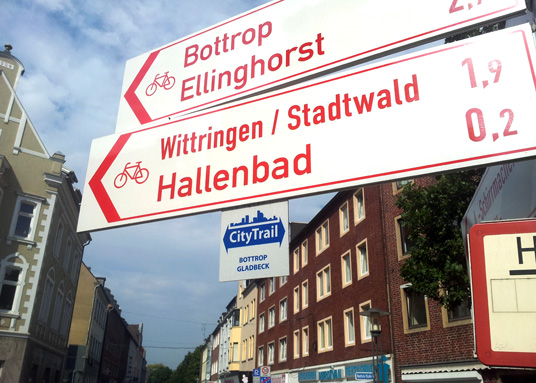 Bottrop
Ellinghorst
Wittringen / Stadtwald 1,9
Hallenbad 0,2
CityTrail
BOTTROP
GLADBECK
H